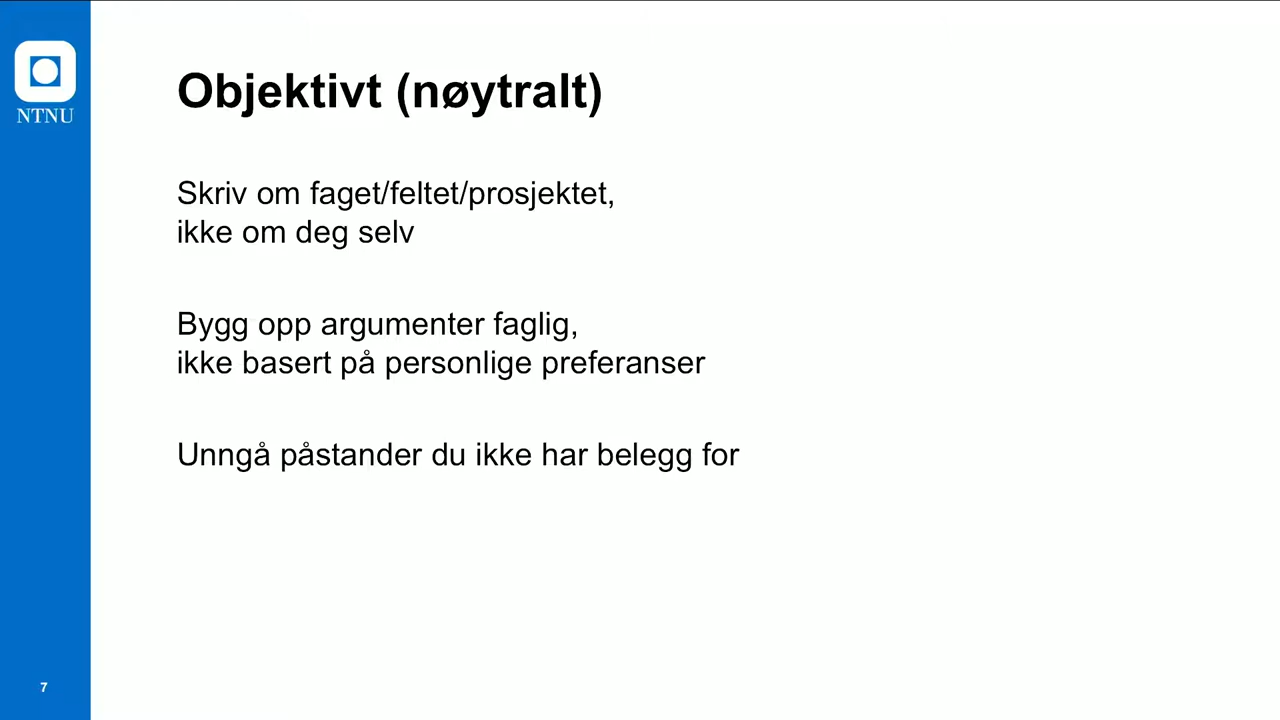 NTNU
Objektivt (nøytralt)
Skriv om faget/feltet/prosjektet,
ikke om deg selv
Bygg opp argumenter faglig,
ikke basert på personlige preferanser
Unngå påstander du ikke har belegg for
7